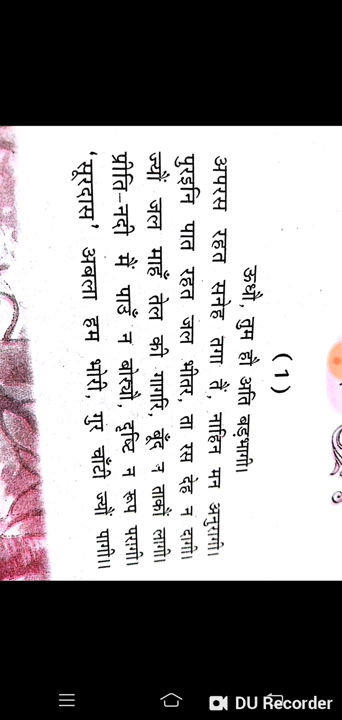 (1)
ऊधौ, तुम हौ अति बड़भागी।
अपरस रहत सनेह तगा तैं, नाहिन मन अनुरागी।
पुरइनि पात रहत जल भीतर, ता रस देह न दागी।
ज्यौं जल माहँ तेल की गागरि, बूँद न ताकौं लागी।
प्रीति-नदी मैं पाउँ न बोरयौ, दृष्टि न रूप परागी।
'सूरदास' अबला हम भोरी, गुर चाँटी ज्यौं पागी।।
DU Recorder